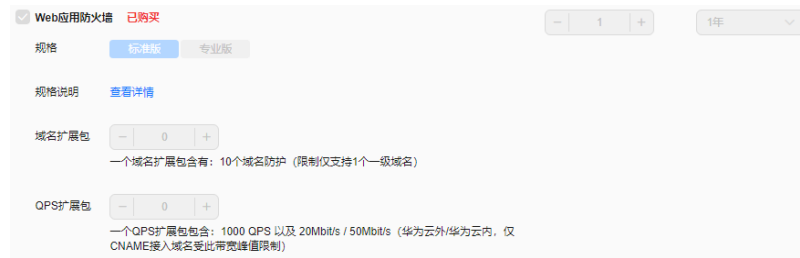 Web应用防火墙 已购买 - 1 + 1年
规格 标准版 专业版
规格说明 查看详情
域名扩展包 - 0 +
一个域名扩展包含有：10个域名防护（限制仅支持1个一级域名）
QPS扩展包 - 0 +
一个QPS扩展包包含：1000 QPS 以及 20Mbit/s / 50Mbit/s（华为云外/华为云内，仅
CNAME接入域名受此带宽峰值限制）